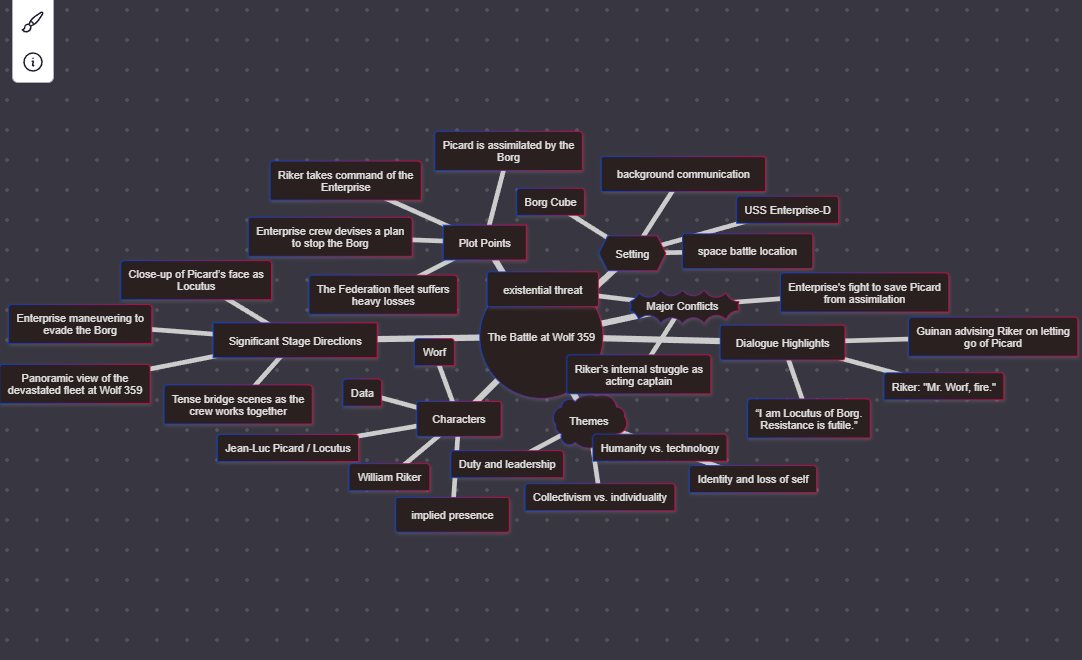 Picard is assimilated by the
Borg
Riker takes command of the
Enterprise
background communication
Borg Cube
USS Enterprise-D
Enterprise crew devises a plan
to stop the Borg
Plot Points
Setting
space battle location
Close-up of Picard's face as
Locutus
The Federation fleet suffers
heavy losses
existential threat
Major Conflicts
Enterprise's fight to save Picard
from assimilation
Enterprise maneuvering to
evade the Borg
Significant Stage Directions
The Battle at Wolf 359
Dialogue Highlights
Guinan advising Riker on letting
go of Picard
Worf
Riker's internal struggle as
acting captain
Panoramic view of the
devastated fleet at Wolf 359
Data
Riker: "Mr. Worf, fire."
Tense bridge scenes as the
crew works together
Characters
Themes
“I am Locutus of Borg.
Resistance is futile.”
Jean-Luc Picard / Locutus
Humanity vs. technology
William Riker
Duty and leadership
Identity and loss of self
Collectivism vs. individuality
implied presence